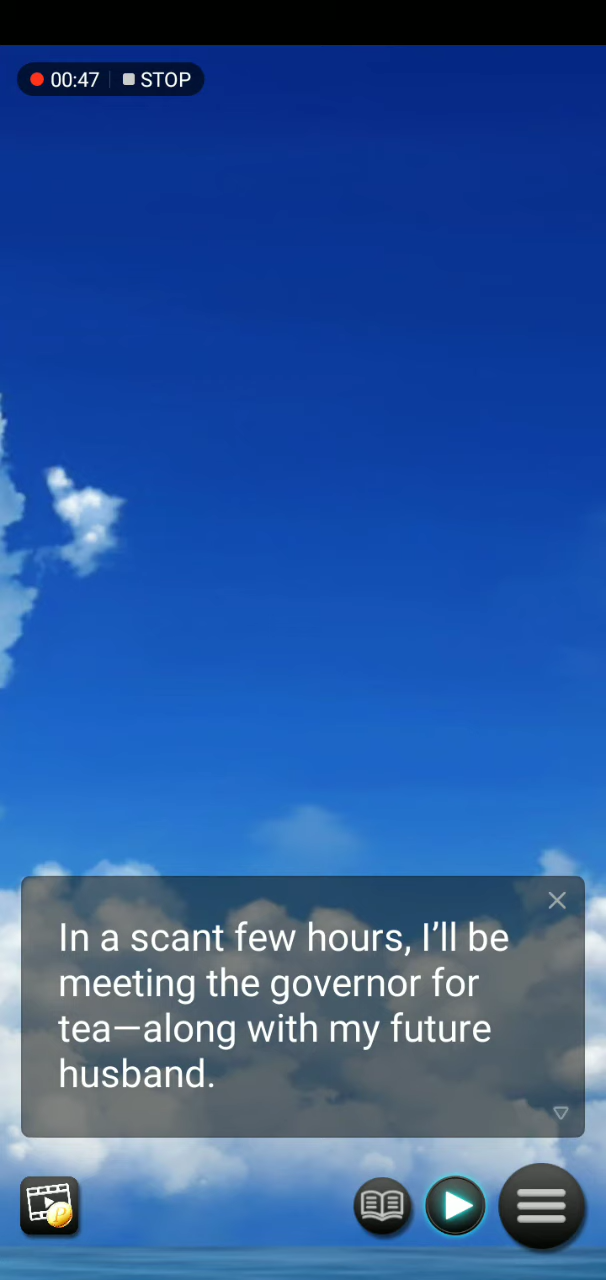 00:47 STOP
In a scant few hours, I’ll be
meeting the governor for
tea—along with my future
husband.
P